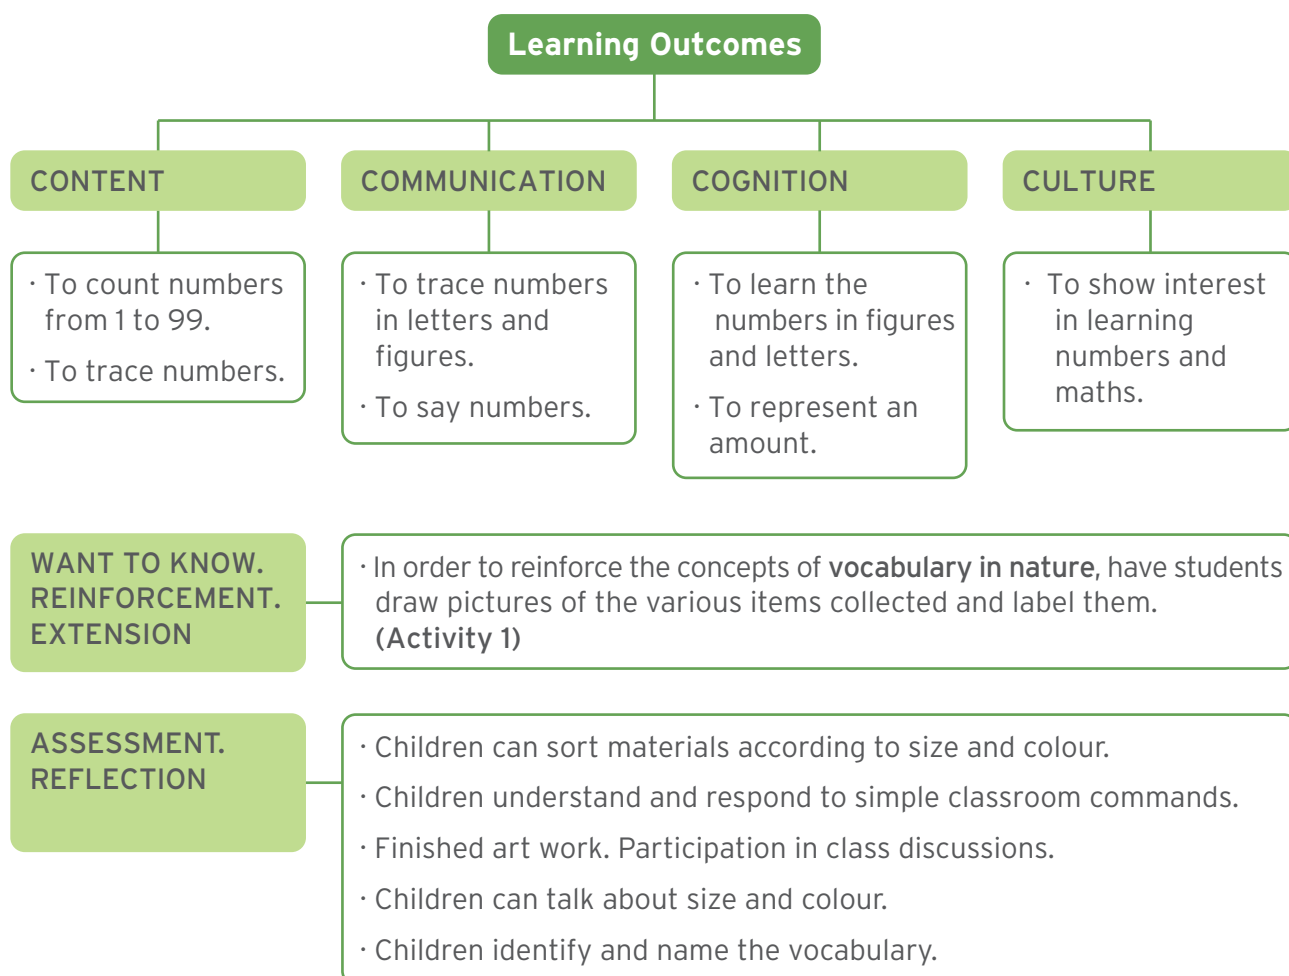 Learning Outcomes
CONTENT
· To count numbers
from 1 to 99.
· To trace numbers.
COMMUNICATION
· To trace numbers
in letters and
figures.
· To say numbers.
COGNITION
· To learn the
numbers in figures
and letters.
· To represent an
amount.
CULTURE
· To show interest
in learning
numbers and
maths.
WANT TO KNOW.
REINFORCEMENT.
EXTENSION
· In order to reinforce the concepts of vocabulary in nature, have students
draw pictures of the various items collected and label them.
(Activity 1)
ASSESSMENT.
REFLECTION
· Children can sort materials according to size and colour.
· Children understand and respond to simple classroom commands.
· Finished art work. Participation in class discussions.
· Children can talk about size and colour.
· Children identify and name the vocabulary.